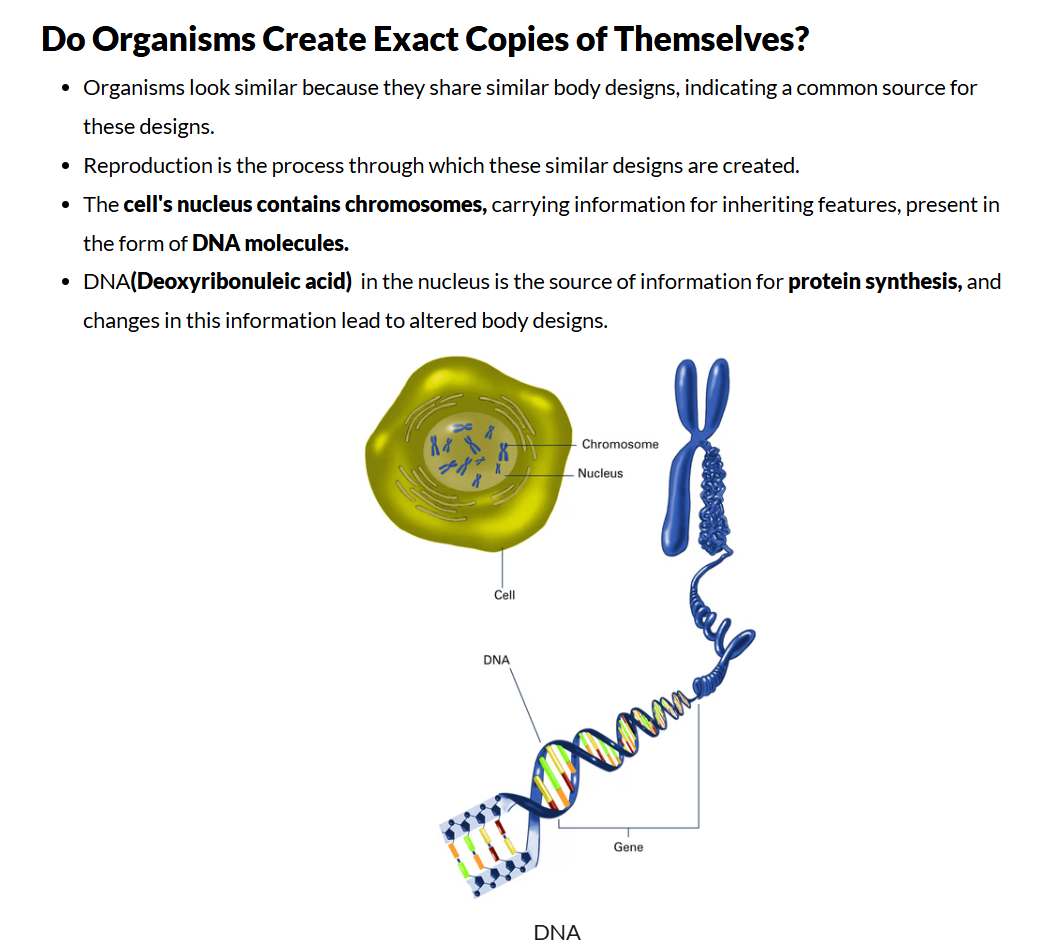 Do Organisms Create Exact Copies of Themselves?
• Organisms look similar because they share similar body designs, indicating a common source for
these designs.
• Reproduction is the process through which these similar designs are created.
• The cell's nucleus contains chromosomes, carrying information for inheriting features, present in
the form of DNA molecules.
• DNA(Deoxyribonuleic acid) in the nucleus is the source of information for protein synthesis, and
changes in this information lead to altered body designs.
Chromosome
Nucleus
Cell
DNA
Gene
DNA